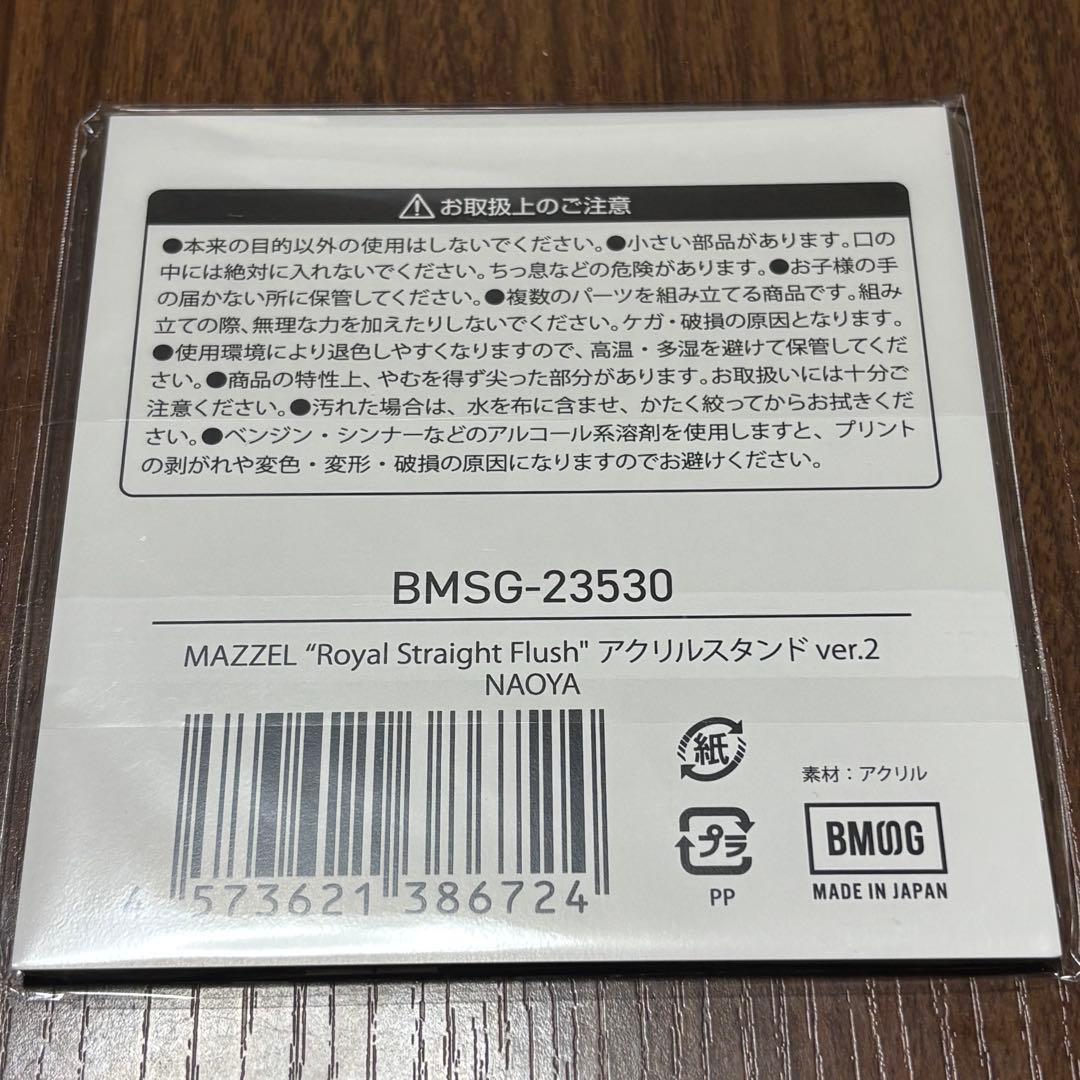 ⚠お取扱上のご注意
●本来の目的以外の使用はしないでください。●小さい部品があります。口の
中には絶対に入れないでください。ちっ息などの危険があります。●お子様の手
の届かない所に保管してください。●複数のパーツを組み立てる商品です。組み
立ての際、無理な力を加えたりしないでください。ケガ・破損の原因となります。
●使用環境により退色しやすくなりますので、高温・多湿を避けて保管してくだ
さい。●商品の特性上、やむを得ず尖った部分があります。お取扱いには十分ご
注意ください。●汚れた場合は、水を布に含ませ、かたく絞ってからお拭きくだ
さい。●ベンジン・シンナーなどのアルコール系溶剤を使用しますと、プリント
の剥がれや変色・変形・破損の原因になりますのでお避けください。
BMSG-23530
MAZZEL “Royal Straight Flush" アクリルスタンド ver.2
NAOYA
4 573621 386724
紙
プラ
PP
素材：アクリル
BMSG
MADE IN JAPAN